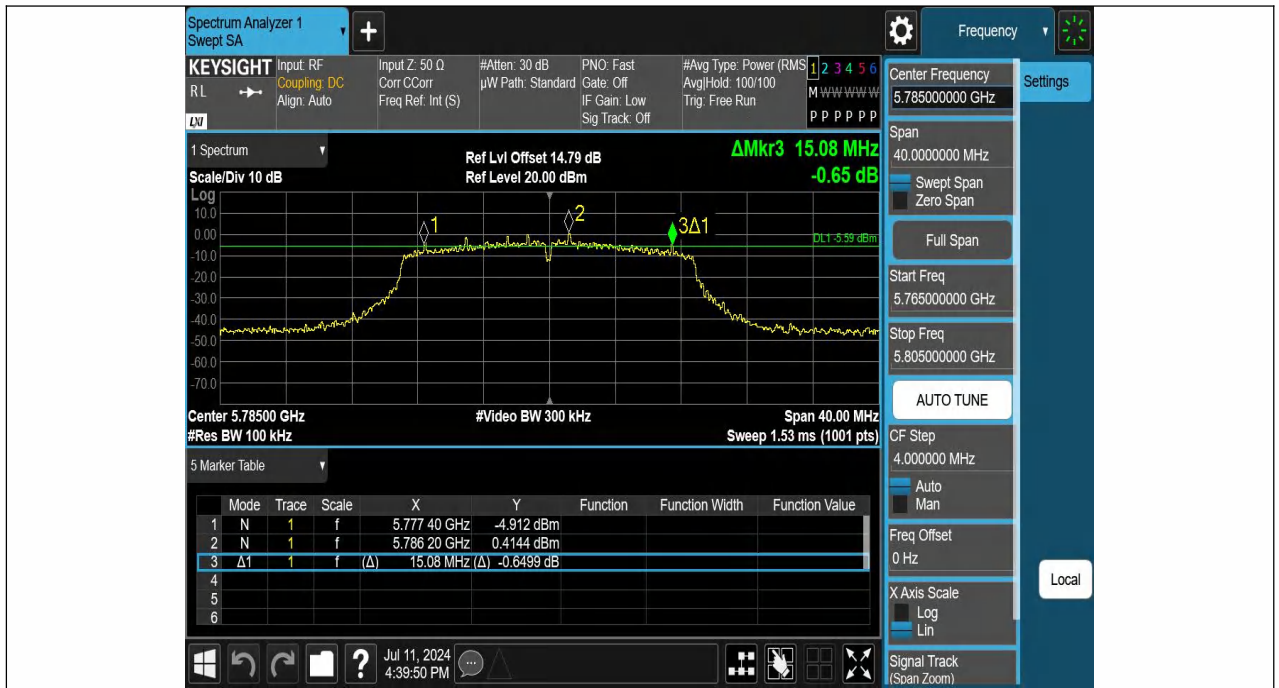 Spectrum Analyzer 1
Swept SA
+
Frequency
KEYSIGHT
RL
LXI
Input: RF
Coupling: DC
Align: Auto
Input Z: 50 Ω
Corr CCorr
Freq Ref: Int (S)
#Atten: 30 dB
µW Path: Standard
PNO: Fast
Gate: Off
IF Gain: Low
Sig Track: Off
#Avg Type: Power (RMS
Avg|Hold: 100/100
Trig: Free Run
1 2 3 4 5 6
M W W W W W
P P P P P P
1 Spectrum
Scale/Div 10 dB
Ref Lvl Offset 14.79 dB
Ref Level 20.00 dBm
ΔMkr3 15.08 MHz
-0.65 dB
Log
10.0
0.00
-10.0
-20.0
-30.0
-40.0
-50.0
-60.0
-70.0
1
2
3Δ1
DL1 -5.59 dBm
Center 5.78500 GHz
#Res BW 100 kHz
#Video BW 300 kHz
Span 40.00 MHz
Sweep 1.53 ms (1001 pts)
5 Marker Table
Mode Trace Scale X Y Function Function Width Function Value
1 N 1 f 5.777 40 GHz -4.912 dBm
2 N 1 f 5.786 20 GHz 0.4144 dBm
3 Δ1 1 f (Δ) 15.08 MHz (Δ) -0.6499 dB
4
5
6
?
Jul 11, 2024
4:39:50 PM
Center Frequency
5.785000000 GHz
Settings
Span
40.0000000 MHz
Swept Span
Zero Span
Full Span
Start Freq
5.765000000 GHz
Stop Freq
5.805000000 GHz
AUTO TUNE
CF Step
4.000000 MHz
Auto
Man
Freq Offset
0 Hz
X Axis Scale
Log
Lin
Signal Track
(Span Zoom)
Local